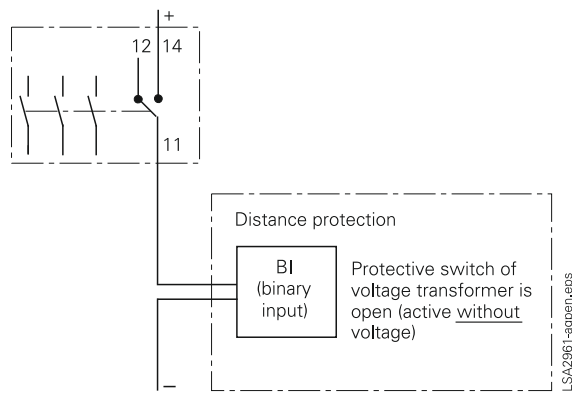 +
12 14
11
Distance protection
BI
(binary
input)
Protective switch of
voltage transformer is
open (active without
voltage)
–
LSA2961-agpen.eps